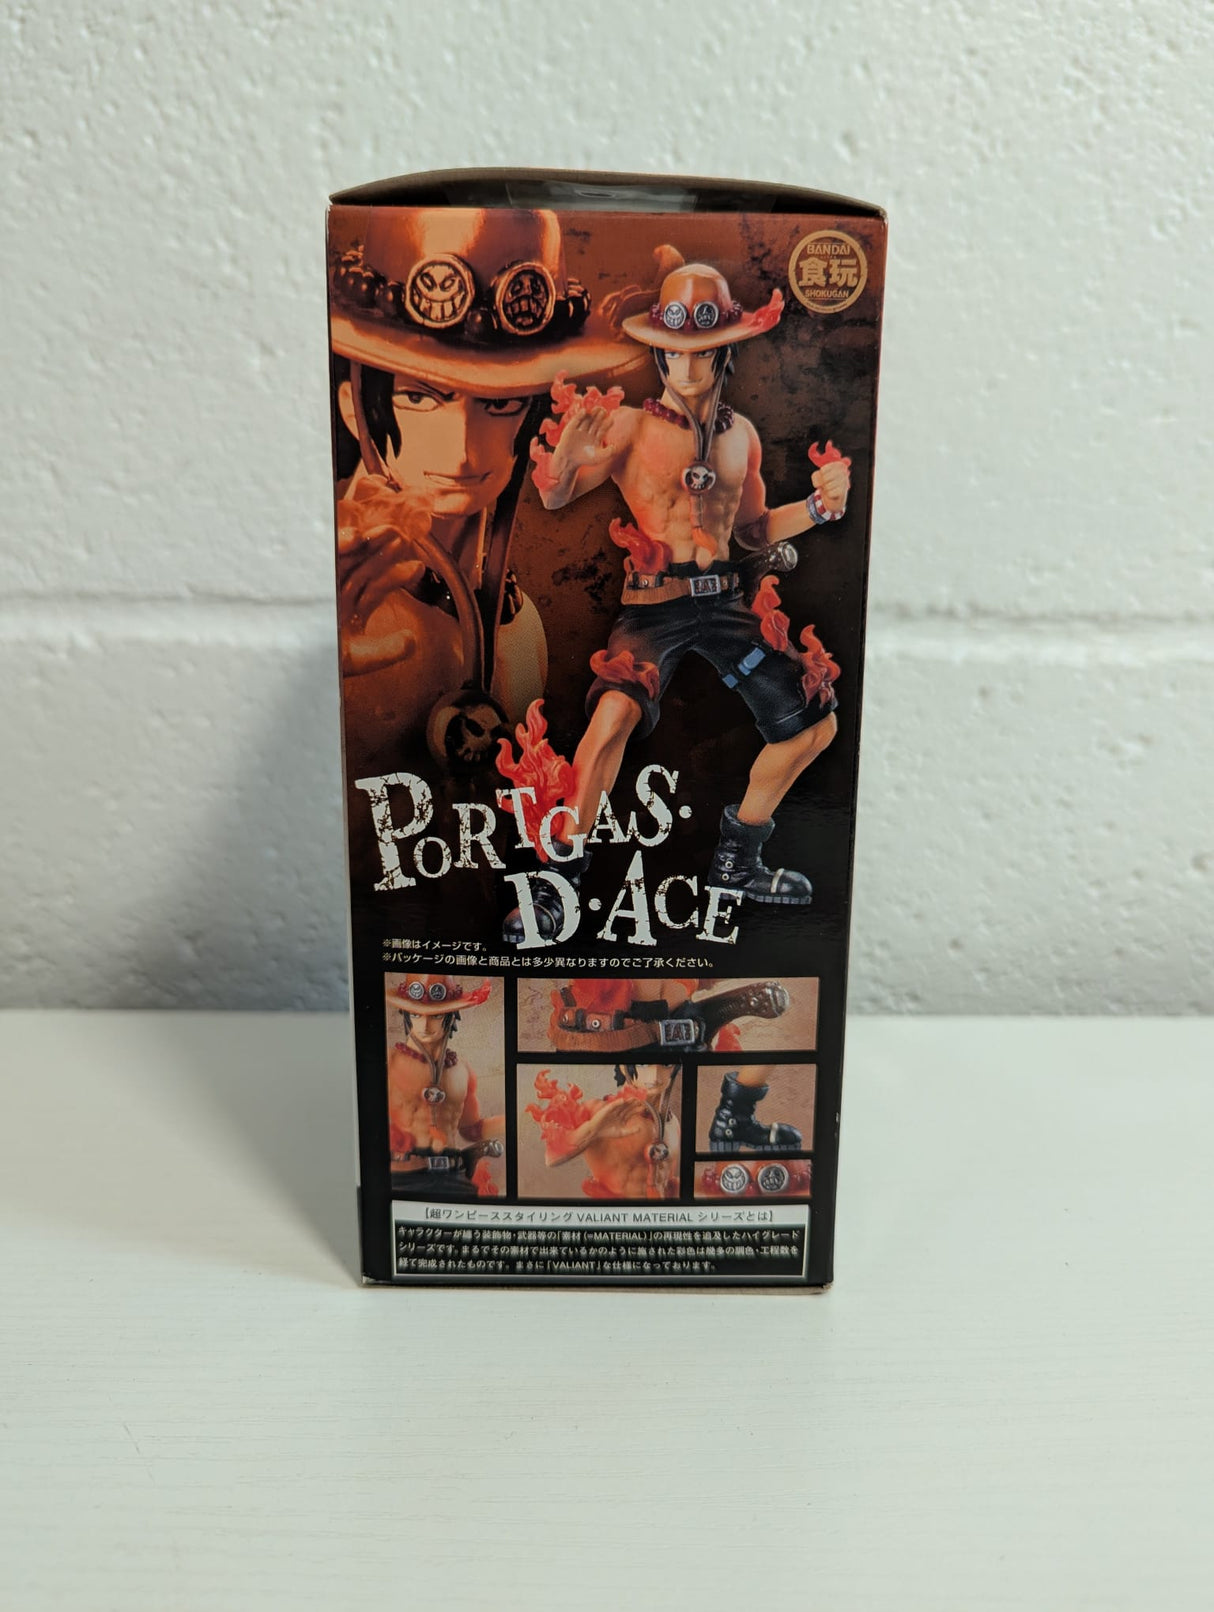 BANDAI
食玩
SHOKUGAN
PORTGAS・
D・ACE
※画像はイメージです。
※パッケージの画像と商品とは多少異なりますのでご了承ください。
【超ワンピーススタイリング VALIANT MATERIAL シリーズとは】
キャラクターが纏う装飾物・武器等の「素材(=MATERIAL)」の再現性を追及したハイグレード
シリーズです。まるでその素材で出来ているかのように施された彩色は幾多の調色・工程数を
経て完成されたものです。まさに「VALIANT」な仕様になっております。